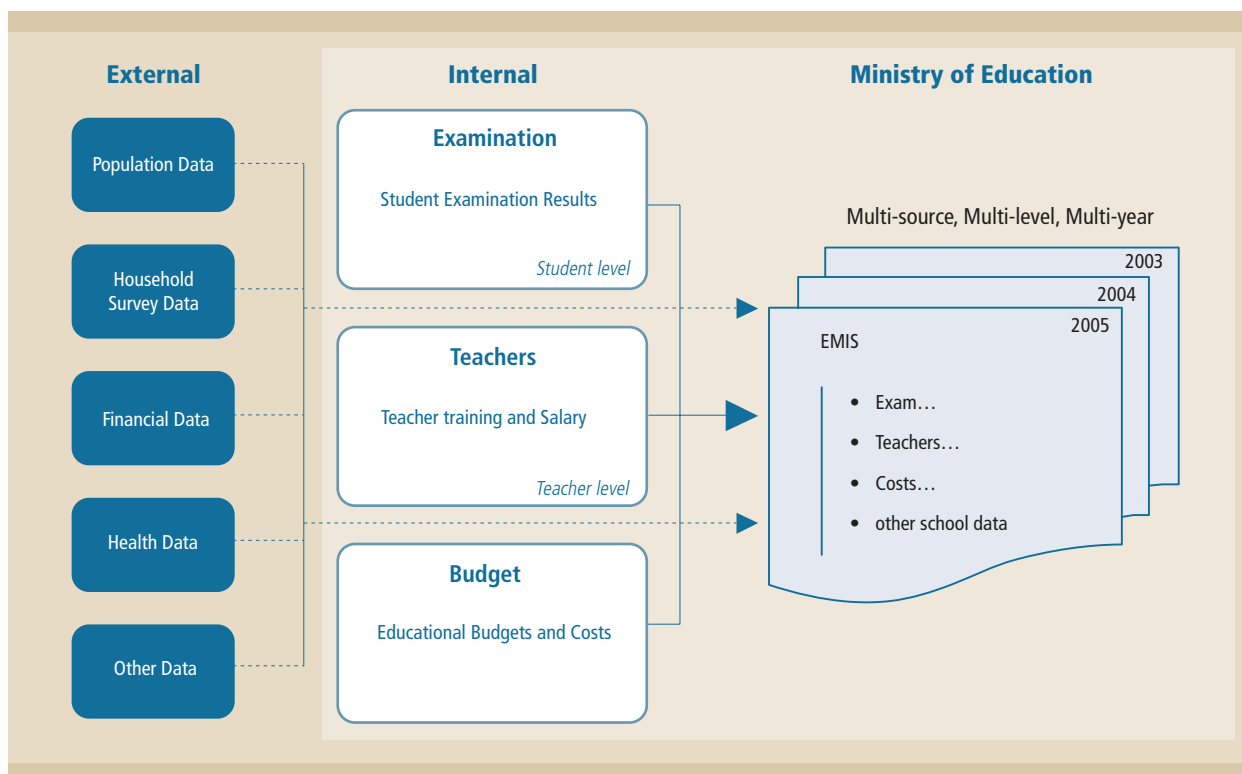 External
Population Data
Household
Survey Data
Financial Data
Health Data
Other Data
Internal
Examination
Student Examination Results
Student level
Teachers
Teacher training and Salary
Teacher level
Budget
Educational Budgets and Costs
Ministry of Education
Multi-source, Multi-level, Multi-year
2003
2004
2005
EMIS
• Exam…
• Teachers…
• Costs…
• other school data